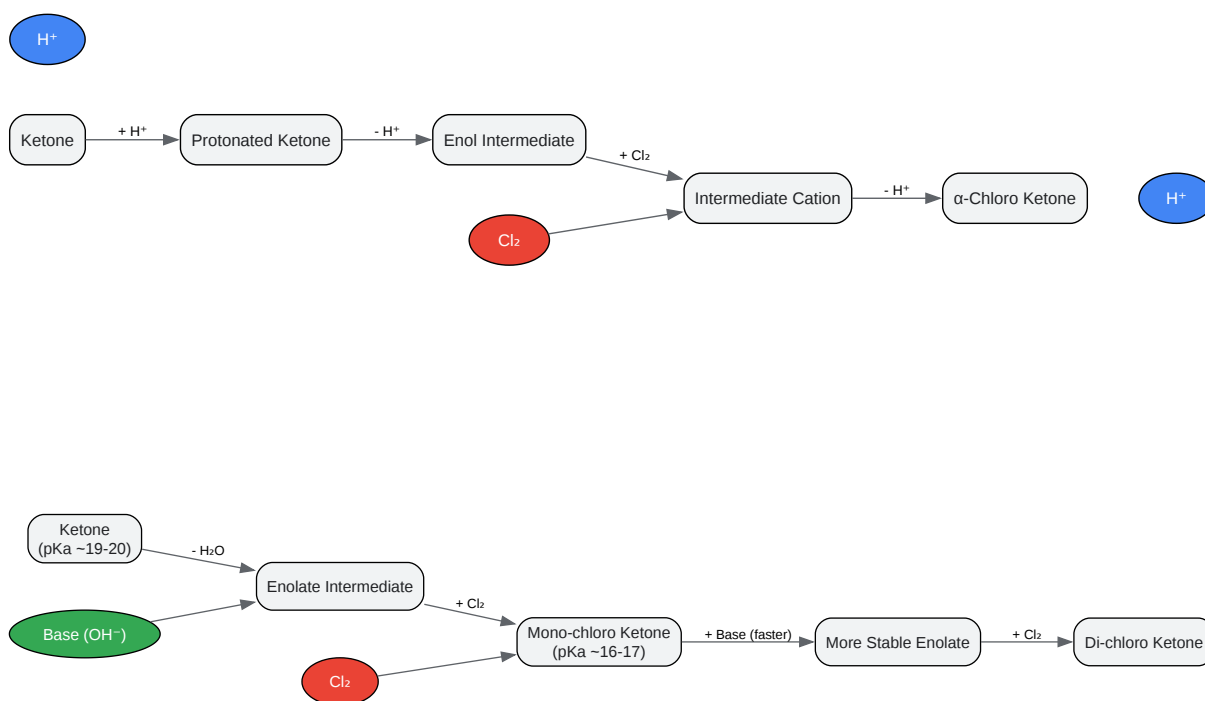 H⁺
Ketone
+ H⁺
Protonated Ketone
- H⁺
Enol Intermediate
+ Cl₂
Cl₂
Intermediate Cation
- H⁺
α-Chloro Ketone
H⁺
Ketone
(pKa ~19-20)
- H₂O
Base (OH⁻)
Enolate Intermediate
+ Cl₂
Cl₂
Mono-chloro Ketone
(pKa ~16-17)
+ Base (faster)
More Stable Enolate
+ Cl₂
Di-chloro Ketone